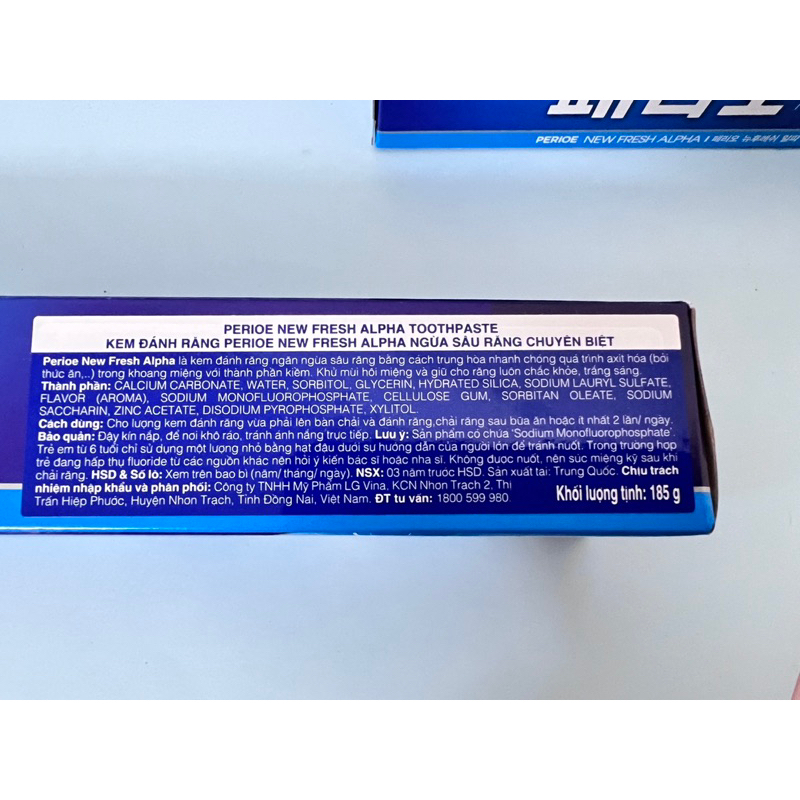 페리오
PERIOE NEW FRESH ALPHA / 페리오 뉴후레쉬 알파
PERIOE NEW FRESH ALPHA TOOTHPASTE
KEM ĐÁNH RĂNG PERIOE NEW FRESH ALPHA NGỪA SÂU RĂNG CHUYÊN BIỆT
Perioe New Fresh Alpha là kem đánh răng ngăn ngừa sâu răng bằng cách trung hòa nhanh chóng quá trình axit hóa (bởi
thức ăn,..) trong khoang miệng với thành phần kiềm. Khử mùi hôi miệng và giữ cho răng luôn chắc khỏe, trắng sáng.
Thành phần: CALCIUM CARBONATE, WATER, SORBITOL, GLYCERIN, HYDRATED SILICA, SODIUM LAURYL SULFATE,
FLAVOR (AROMA), SODIUM MONOFLUOROPHOSPHATE, CELLULOSE GUM, SORBITAN OLEATE, SODIUM
SACCHARIN, ZINC ACETATE, DISODIUM PYROPHOSPHATE, XYLITOL.
Cách dùng: Cho lượng kem đánh răng vừa phải lên bàn chải và đánh răng,chải răng sau bữa ăn hoặc ít nhất 2 lần/ ngày.
Bảo quản: Đậy kín nắp, để nơi khô ráo, tránh ánh nắng trực tiếp. Lưu ý: Sản phẩm có chứa 'Sodium Monofluorophosphate'.
Trẻ em từ 6 tuổi chỉ sử dụng một lượng nhỏ bằng hạt đậu dưới sự hướng dẫn của người lớn để tránh nuốt. Trong trường hợp
trẻ đang hấp thụ fluoride từ các nguồn khác nên hỏi ý kiến bác sĩ hoặc nha sĩ. Không được nuốt, nên súc miệng kỹ sau khi
chải răng. HSD & Số lô: Xem trên bao bì (năm/ tháng/ ngày). NSX: 03 năm trước HSD. Sản xuất tại: Trung Quốc. Chịu trách
nhiệm nhập khẩu và phân phối: Công ty TNHH Mỹ Phẩm LG Vina, KCN Nhơn Trạch 2, Thị
Trấn Hiệp Phước, Huyện Nhơn Trạch, Tỉnh Đồng Nai, Việt Nam. ĐT tư vấn: 1800 599 980.
Khối lượng tịnh: 185 g